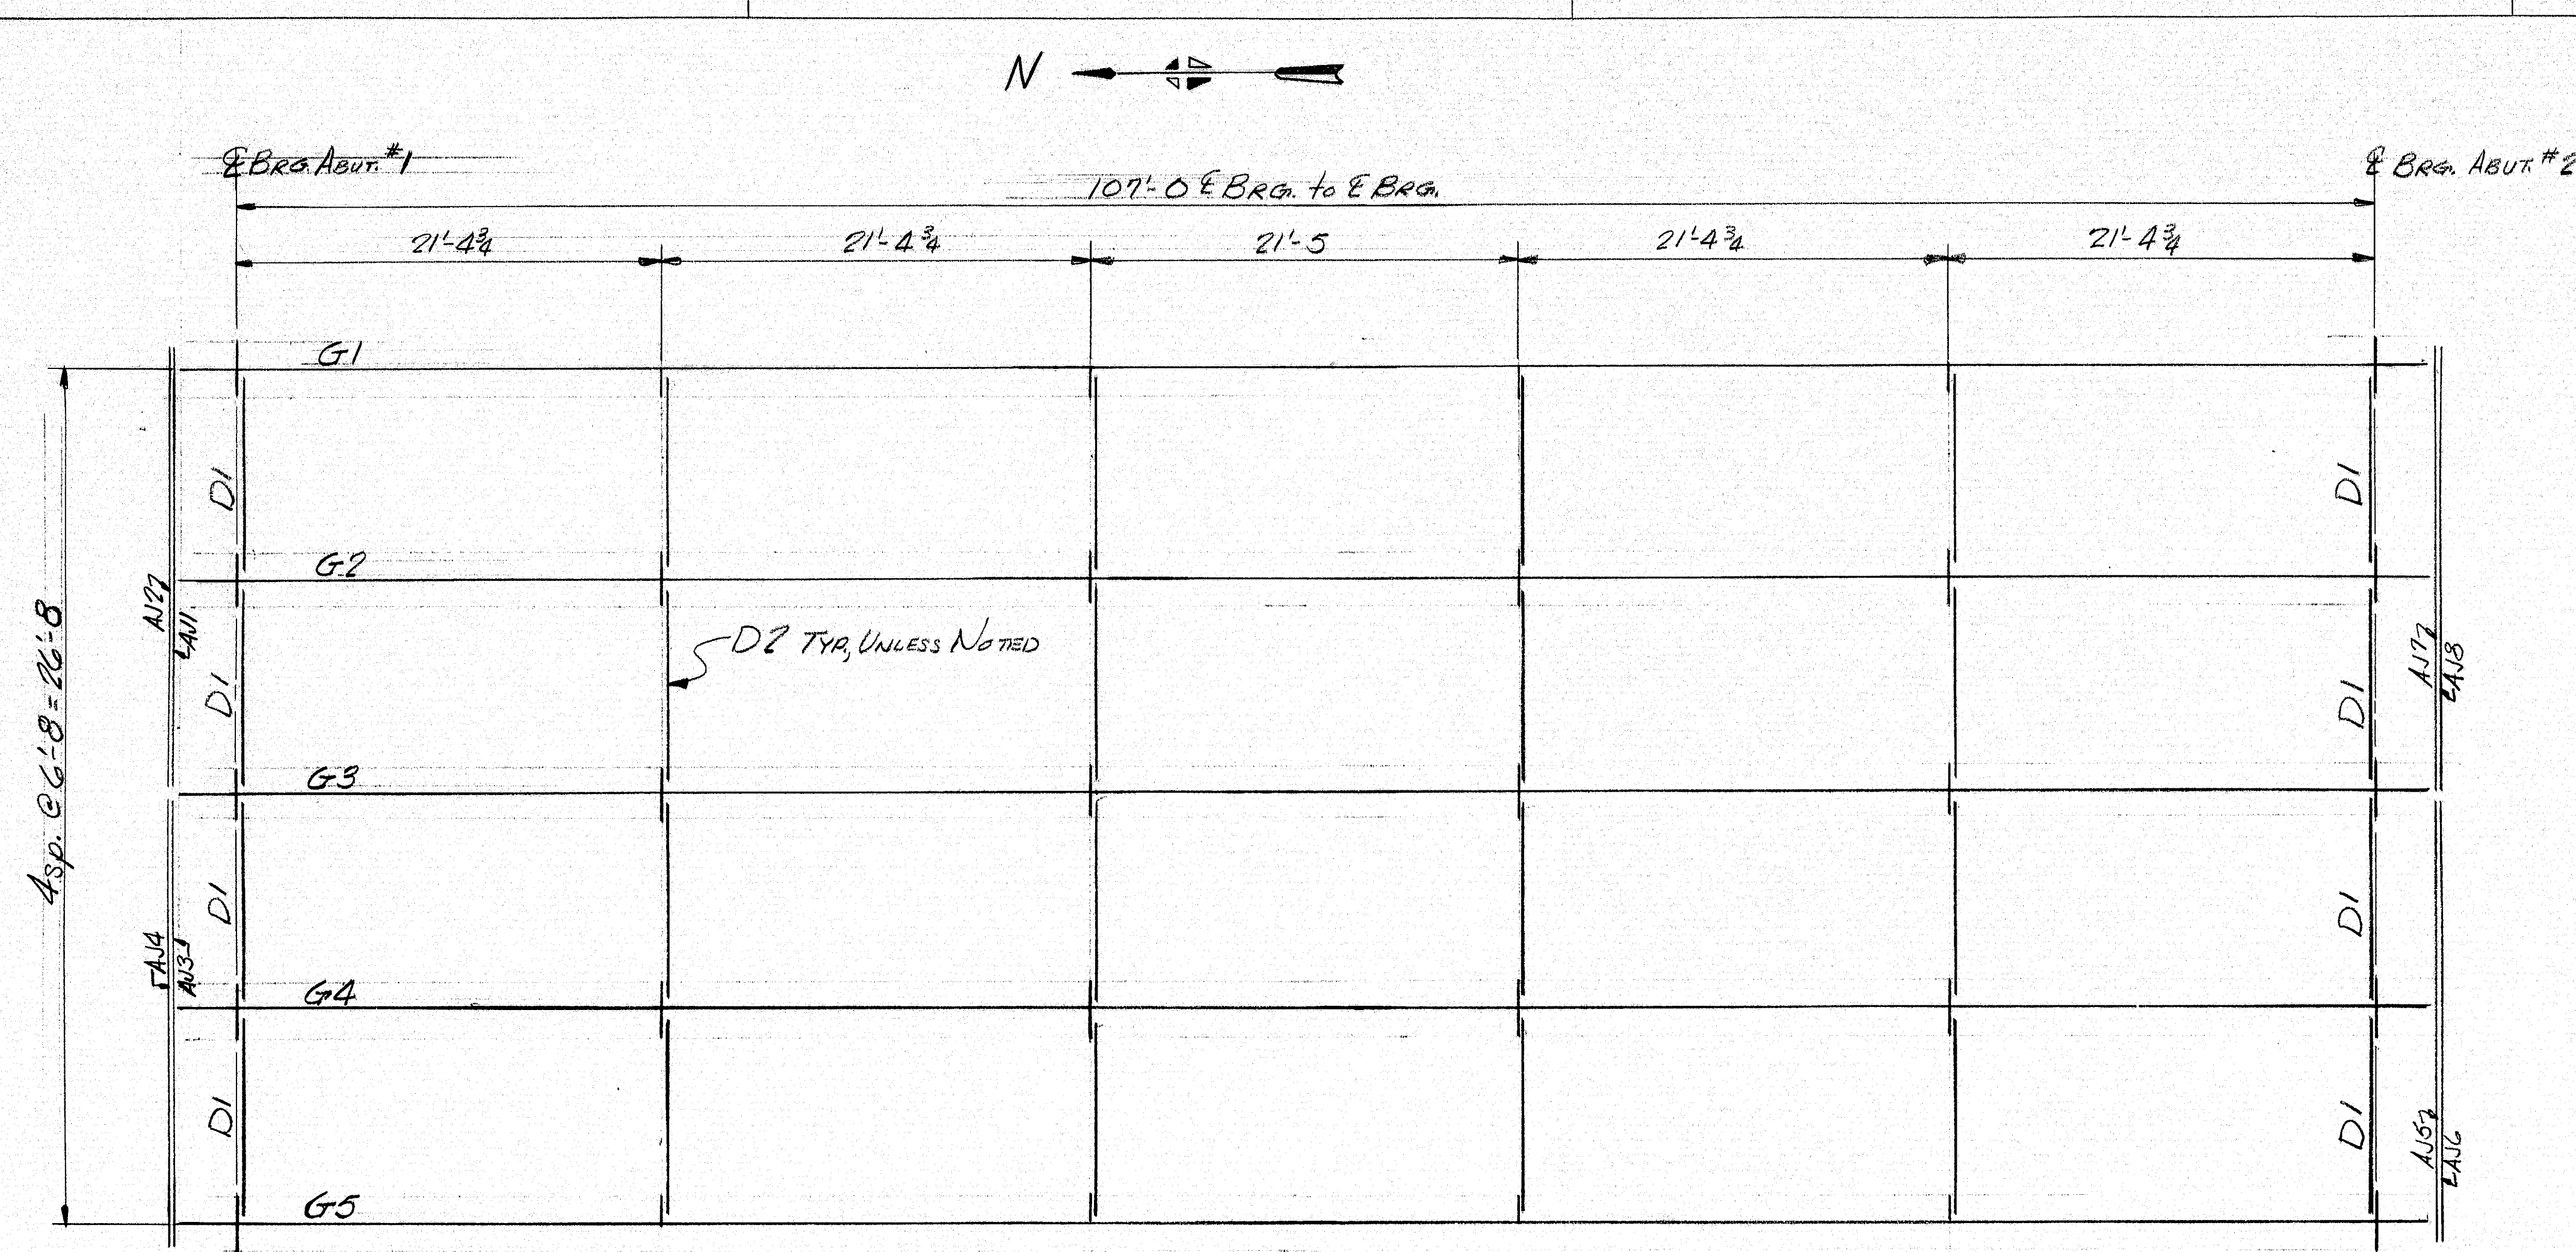 N
℄ BRG. ABUT. #1
℄ BRG. ABUT. #2
107'-0 ℄ BRG. to ℄ BRG.
21'-4¾ 21'-4¾ 21'-5 21'-4¾ 21'-4¾
G1
D1 D1
G2
AJ2
AJ1
D2 TYP., UNLESS NOTED
AJ7
AJ8
D1 D1
4 sp. @ 6'-8 = 26'-8
G3
D1 D1
AJ4
AJ3
G4
D1 D1
AJ5
AJ6
G5